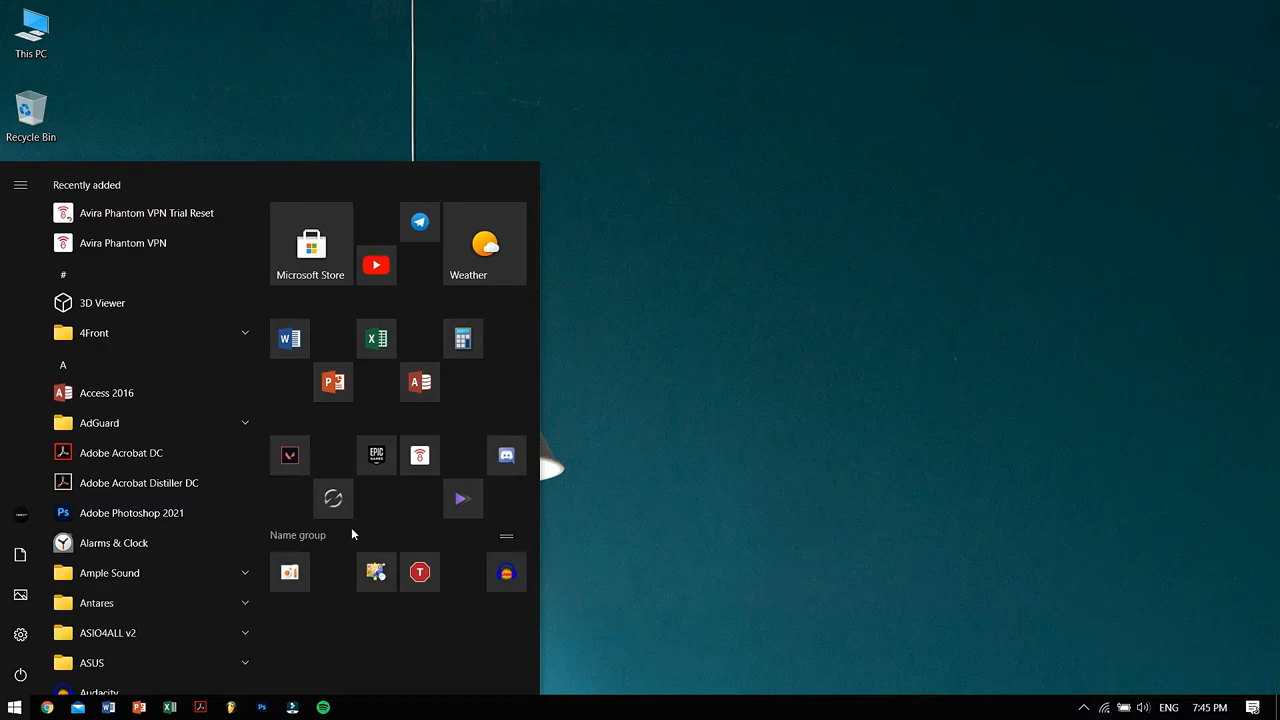 This PC
Recycle Bin
Recently added
Avira Phantom VPN Trial Reset
Avira Phantom VPN
#
3D Viewer
4Front
A
Access 2016
AdGuard
Adobe Acrobat DC
Adobe Acrobat Distiller DC
Adobe Photoshop 2021
Alarms & Clock
Ample Sound
Antares
ASIO4ALL v2
ASUS
Audacity
Microsoft Store
Weather
EPIC
GAMES
Name group
T
ENG
7:45 PM